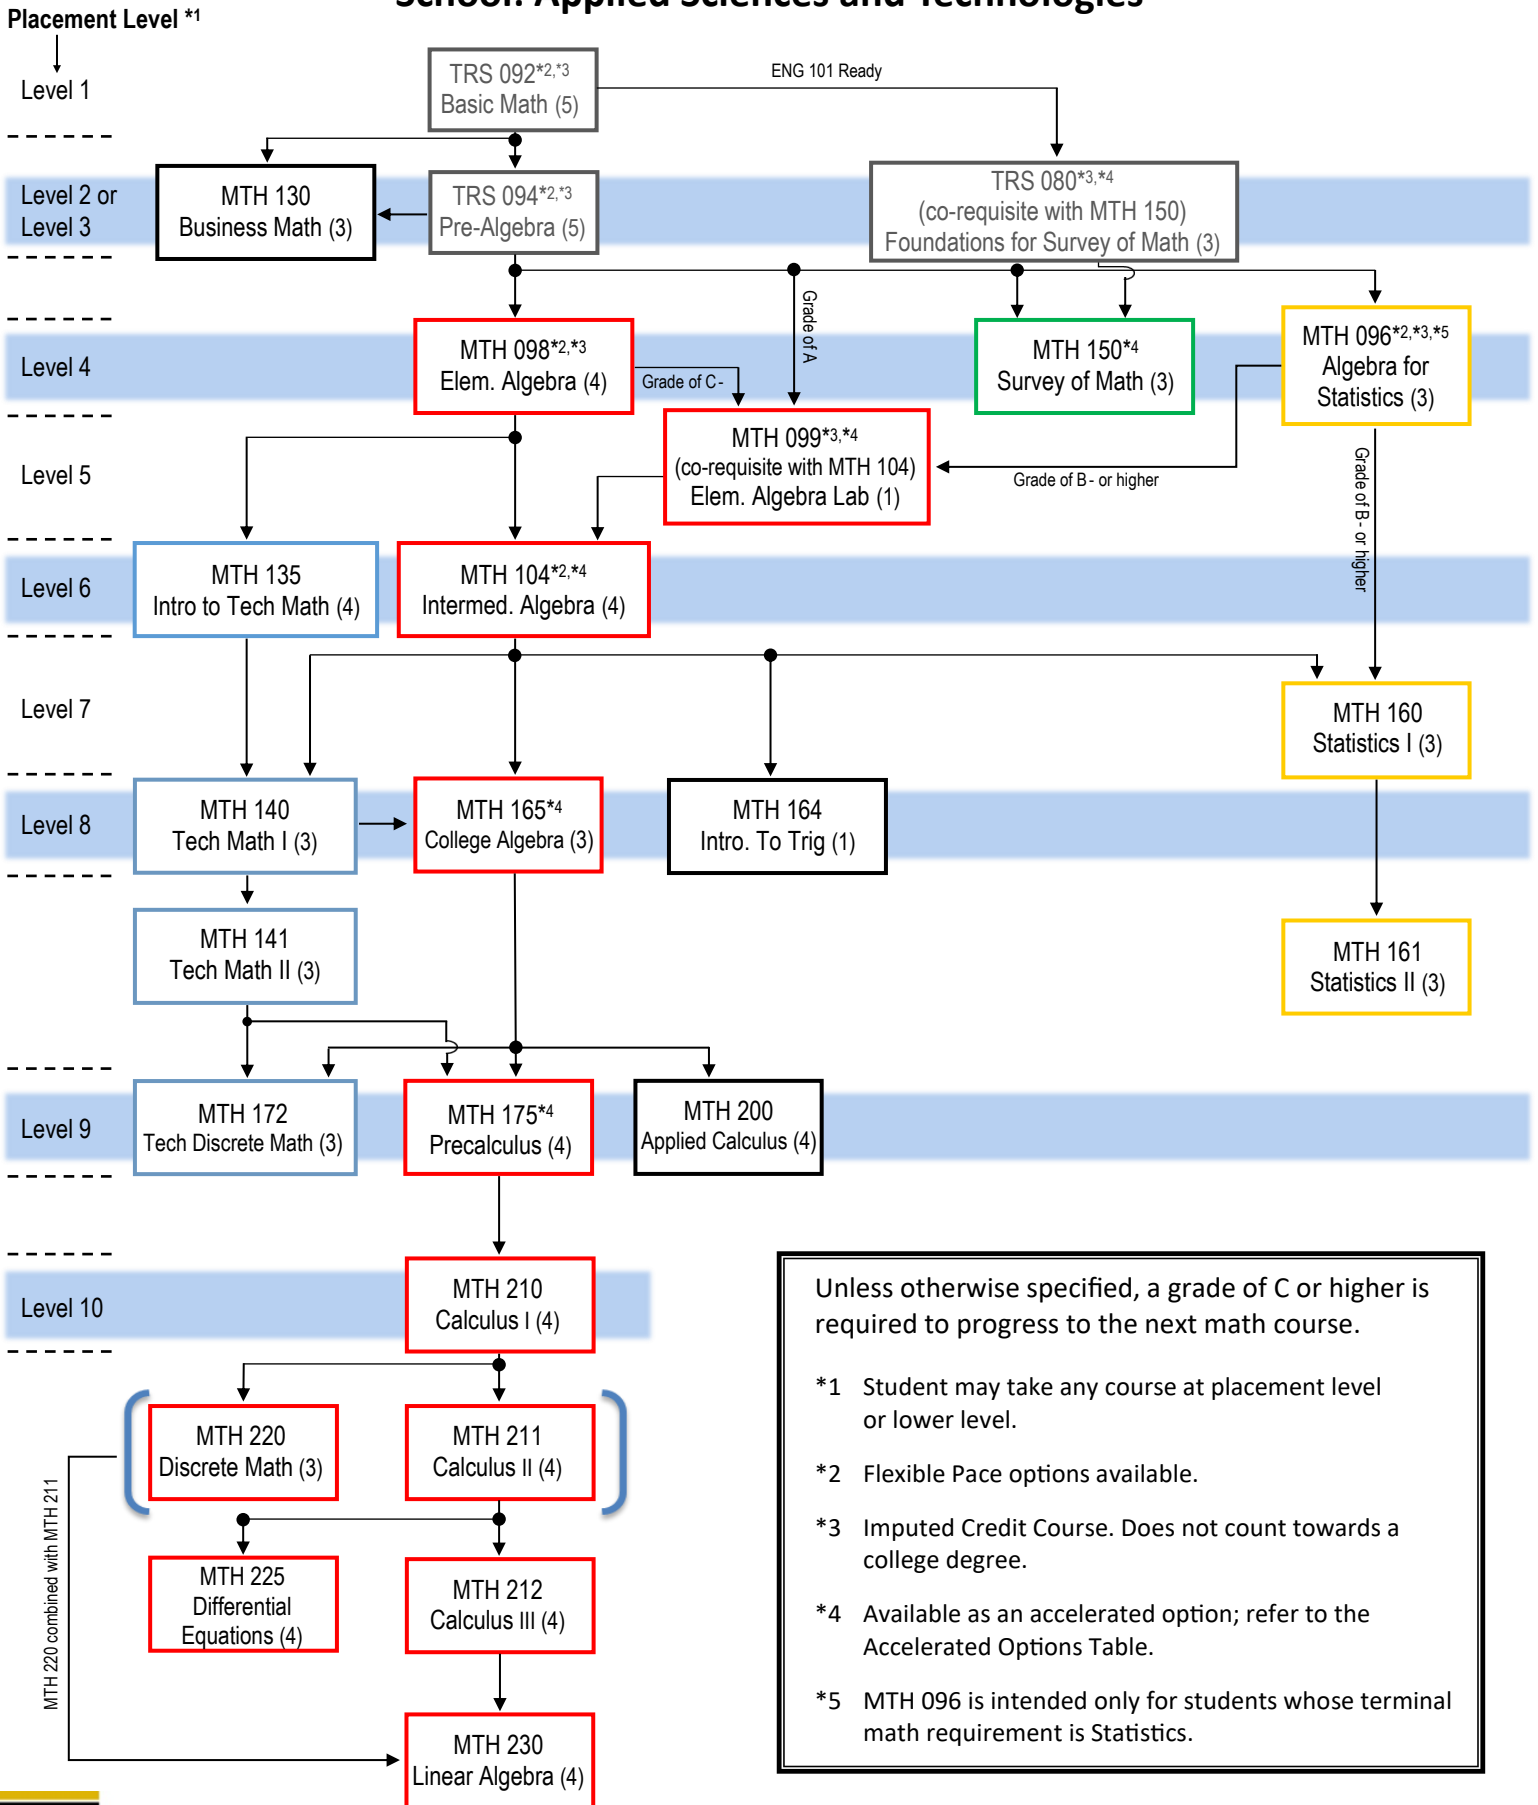 School: Applied Sciences and Technologies
Placement Level *1
Level 1
TRS 092*2,*3
Basic Math (5)
ENG 101 Ready
Level 2 or
Level 3
MTH 130
Business Math (3)
TRS 094*2,*3
Pre-Algebra (5)
TRS 080*3,*4
(co-requisite with MTH 150)
Foundations for Survey of Math (3)
Grade of A
Level 4
MTH 098*2,*3
Elem. Algebra (4)
Grade of C-
MTH 150*4
Survey of Math (3)
MTH 096*2,*3,*5
Algebra for
Statistics (3)
Level 5
MTH 099*3,*4
(co-requisite with MTH 104)
Elem. Algebra Lab (1)
Grade of B- or higher
Grade of B- or higher
Level 6
MTH 135
Intro to Tech Math (4)
MTH 104*2,*4
Intermed. Algebra (4)
Level 7
MTH 160
Statistics I (3)
Level 8
MTH 140
Tech Math I (3)
MTH 165*4
College Algebra (3)
MTH 164
Intro. To Trig (1)
MTH 141
Tech Math II (3)
MTH 161
Statistics II (3)
Level 9
MTH 172
Tech Discrete Math (3)
MTH 175*4
Precalculus (4)
MTH 200
Applied Calculus (4)
Level 10
MTH 210
Calculus I (4)
MTH 220
Discrete Math (3)
MTH 211
Calculus II (4)
MTH 220 combined with MTH 211
MTH 225
Differential
Equations (4)
MTH 212
Calculus III (4)
MTH 230
Linear Algebra (4)
Unless otherwise specified, a grade of C or higher is
required to progress to the next math course.
*1 Student may take any course at placement level
or lower level.
*2 Flexible Pace options available.
*3 Imputed Credit Course. Does not count towards a
college degree.
*4 Available as an accelerated option; refer to the
Accelerated Options Table.
*5 MTH 096 is intended only for students whose terminal
math requirement is Statistics.